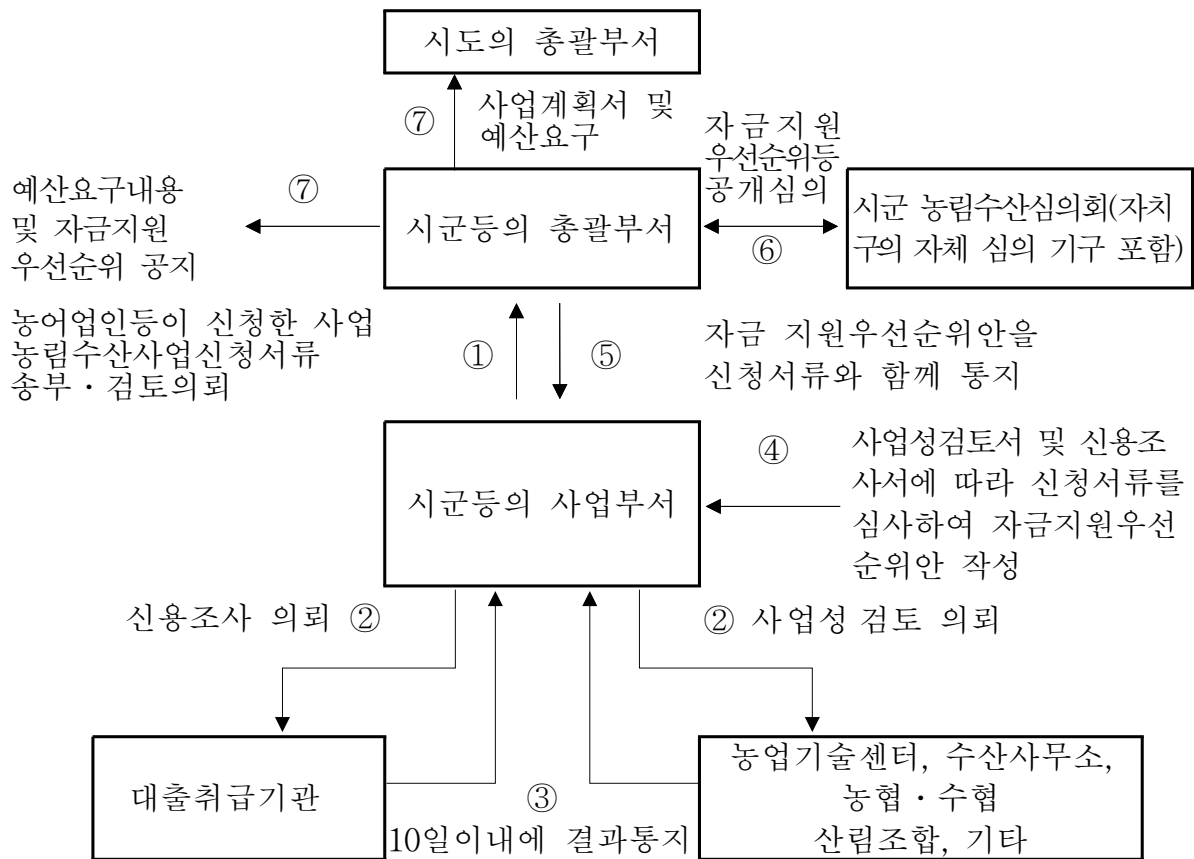 시도의 총괄부서
⑦
사업계획서 및
예산요구
자금지원
우선순위등
공개심의
예산요구내용
및 자금지원
우선순위 공지
⑦
시군등의 총괄부서
⑥
시군 농림수산심의회(자치
구의 자체 심의 기구 포함)
농어업인등이 신청한 사업
농림수산사업신청서류
송부·검토의뢰
①
⑤
자금 지원우선순위안을
신청서류와 함께 통지
시군등의 사업부서
④
사업성검토서 및 신용조
사서에 따라 신청서류를
심사하여 자금지원우선
순위안 작성
신용조사 의뢰 ②
② 사업성 검토 의뢰
대출취급기관
③
10일이내에 결과통지
농업기술센터, 수산사무소,
농협·수협
산림조합, 기타